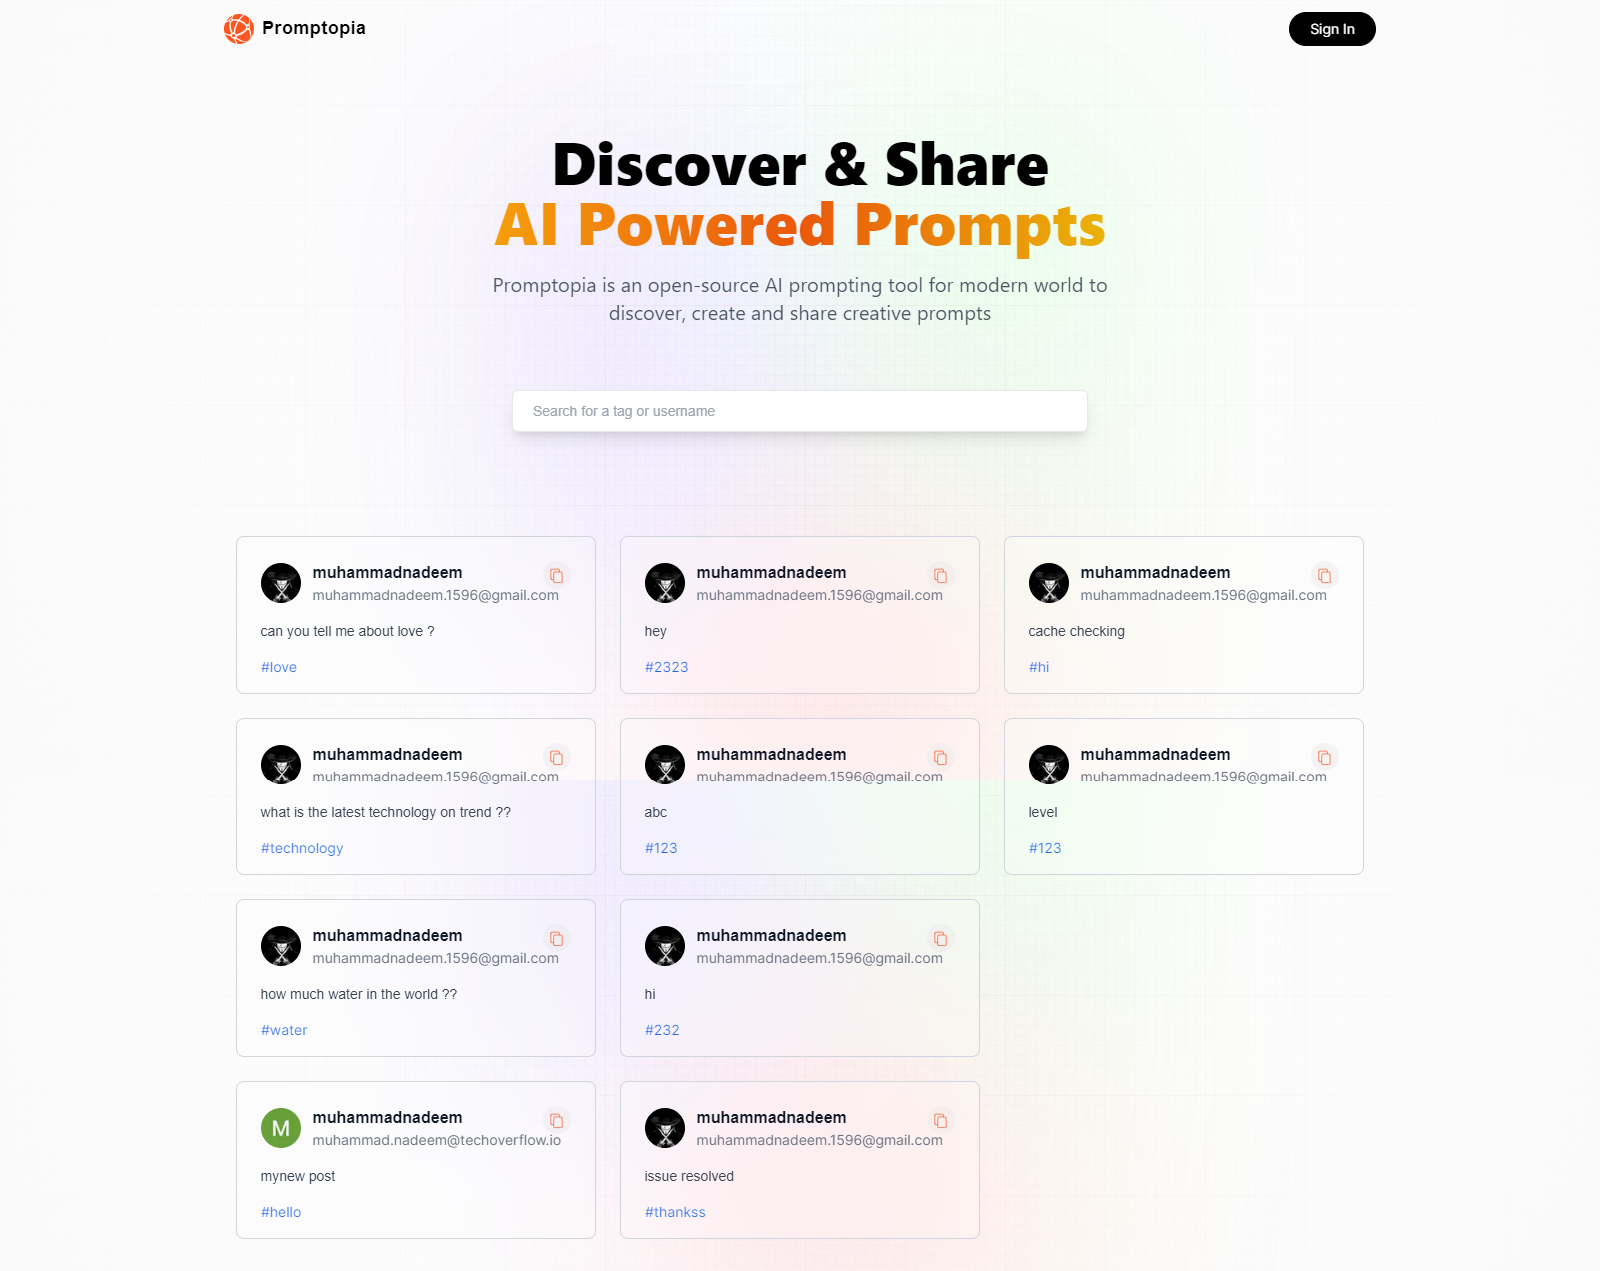 Promptopia
Sign In
Discover & Share
AI Powered Prompts
Promptopia is an open-source AI prompting tool for modern world to
discover, create and share creative prompts
Search for a tag or username
muhammadnadeem
muhammadnadeem.1596@gmail.com
can you tell me about love ?
#love
muhammadnadeem
muhammadnadeem.1596@gmail.com
hey
#2323
muhammadnadeem
muhammadnadeem.1596@gmail.com
cache checking
#hi
muhammadnadeem
muhammadnadeem.1596@gmail.com
what is the latest technology on trend ??
#technology
muhammadnadeem
muhammadnadeem.1596@gmail.com
abc
#123
muhammadnadeem
muhammadnadeem.1596@gmail.com
level
#123
muhammadnadeem
muhammadnadeem.1596@gmail.com
how much water in the world ??
#water
muhammadnadeem
muhammadnadeem.1596@gmail.com
hi
#232
M
muhammadnadeem
muhammad.nadeem@techoverflow.io
mynew post
#hello
muhammadnadeem
muhammadnadeem.1596@gmail.com
issue resolved
#thankss